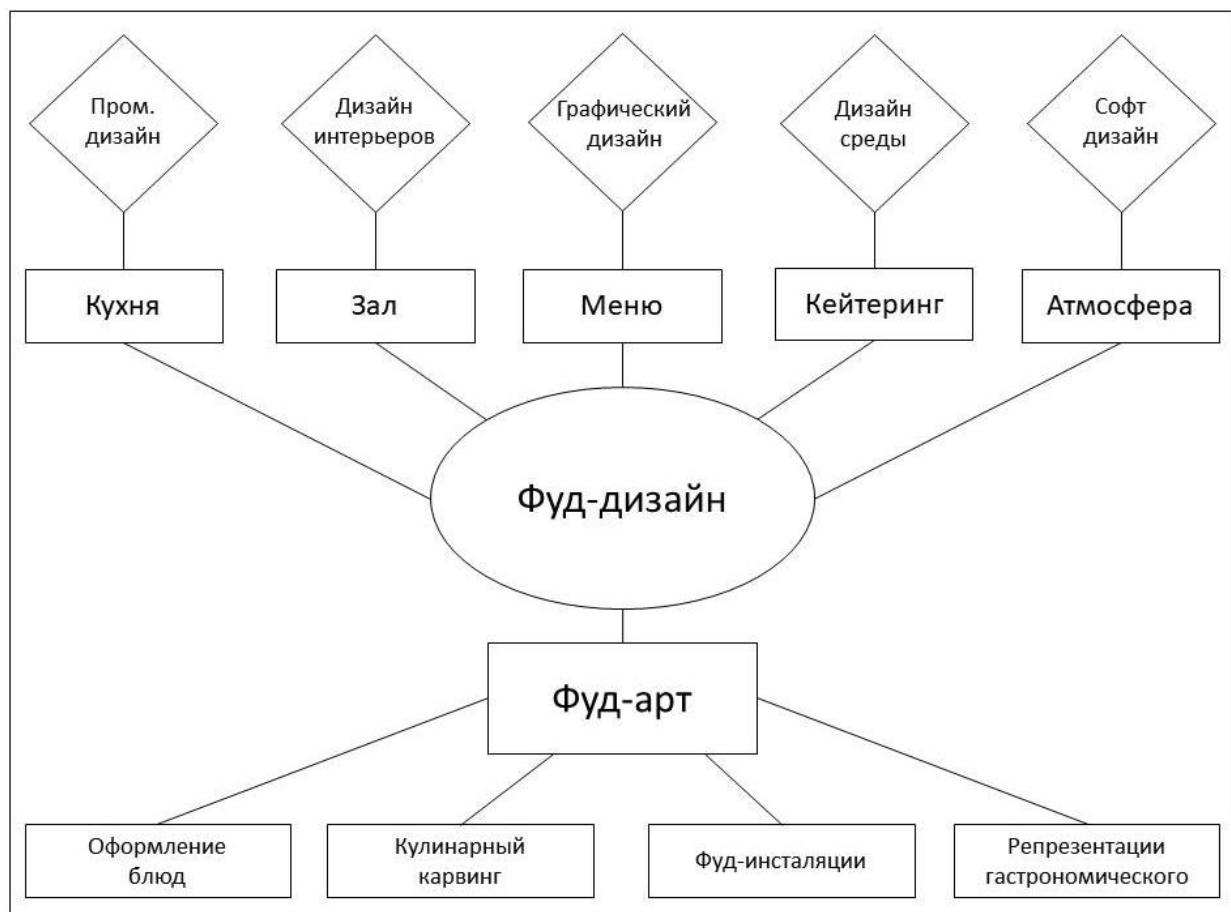 Пром.
дизайн
Дизайн
интерьеров
Графический
дизайн
Дизайн
среды
Софт
дизайн
Кухня
Зал
Меню
Кейтеринг
Атмосфера
Фуд-дизайн
Фуд-арт
Оформление
блюд
Кулинарный
карвинг
Фуд-инсталяции
Репрезентации
гастрономического